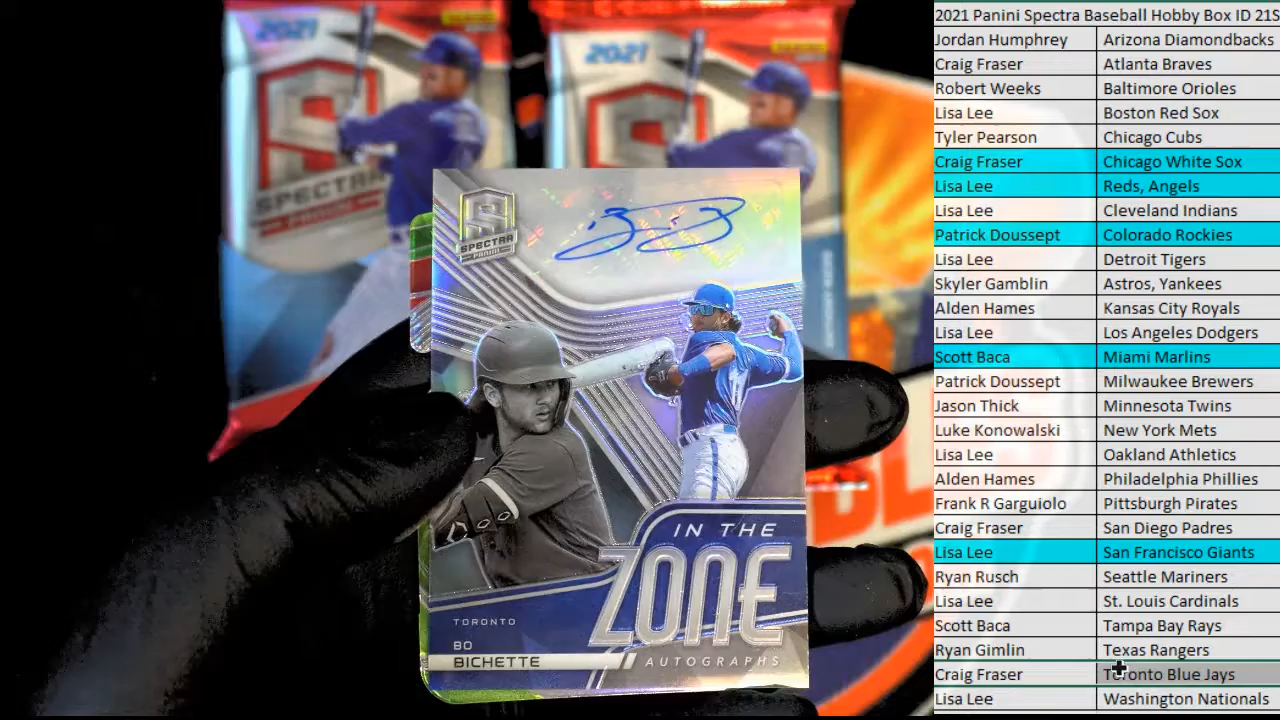 2021
2021
SPECTRA
PANINI
SPECTRA
PANINI
IN THE
ZONE
AUTOGRAPHS
TORONTO
BO
BICHETTE
2021 Panini Spectra Baseball Hobby Box ID 21S
Jordan Humphrey Arizona Diamondbacks
Craig Fraser Atlanta Braves
Robert Weeks Baltimore Orioles
Lisa Lee Boston Red Sox
Tyler Pearson Chicago Cubs
Craig Fraser Chicago White Sox
Lisa Lee Reds, Angels
Lisa Lee Cleveland Indians
Patrick Doussept Colorado Rockies
Lisa Lee Detroit Tigers
Skyler Gamblin Astros, Yankees
Alden Hames Kansas City Royals
Lisa Lee Los Angeles Dodgers
Scott Baca Miami Marlins
Patrick Doussept Milwaukee Brewers
Jason Thick Minnesota Twins
Luke Konowalski New York Mets
Lisa Lee Oakland Athletics
Alden Hames Philadelphia Phillies
Frank R Garguiolo Pittsburgh Pirates
Craig Fraser San Diego Padres
Lisa Lee San Francisco Giants
Ryan Rusch Seattle Mariners
Lisa Lee St. Louis Cardinals
Scott Baca Tampa Bay Rays
Ryan Gimlin Texas Rangers
Craig Fraser Toronto Blue Jays
Lisa Lee Washington Nationals